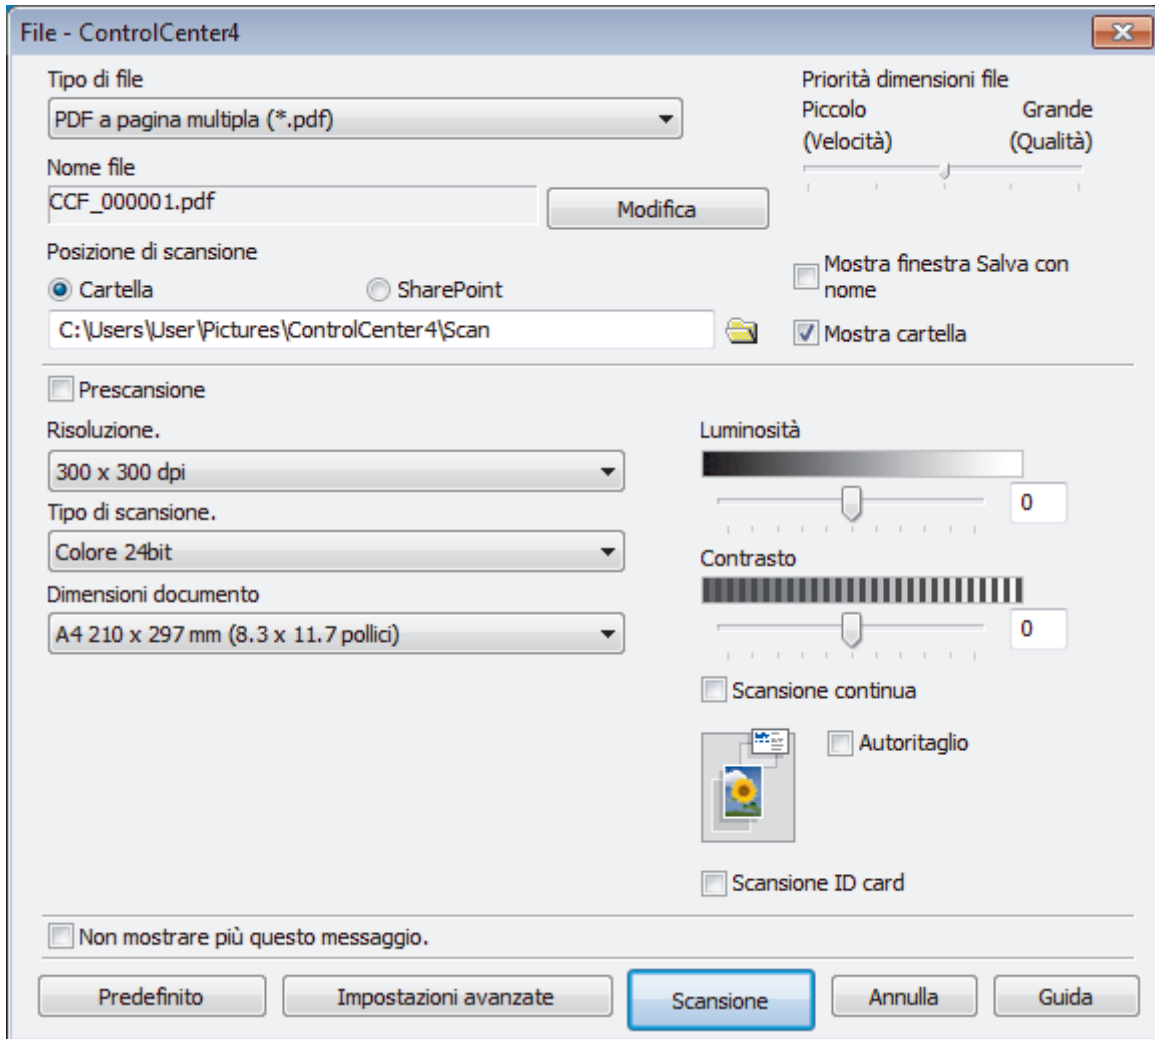 File - ControlCenter4
Tipo di file
PDF a pagina multipla (*.pdf)
Priorità dimensioni file
Piccolo Grande
(Velocità) (Qualità)
Nome file
CCF_000001.pdf
Modifica
Posizione di scansione
Cartella
SharePoint
C:\Users\User\Pictures\ControlCenter4\Scan
Mostra finestra Salva con
nome
Mostra cartella
Prescansione
Risoluzione.
300 x 300 dpi
Tipo di scansione.
Colore 24bit
Dimensioni documento
A4 210 x 297 mm (8.3 x 11.7 pollici)
Luminosità
0
Contrasto
0
Scansione continua
Autoritaglio
Scansione ID card
Non mostrare più questo messaggio.
Predefinito
Impostazioni avanzate
Scansione
Annulla
Guida